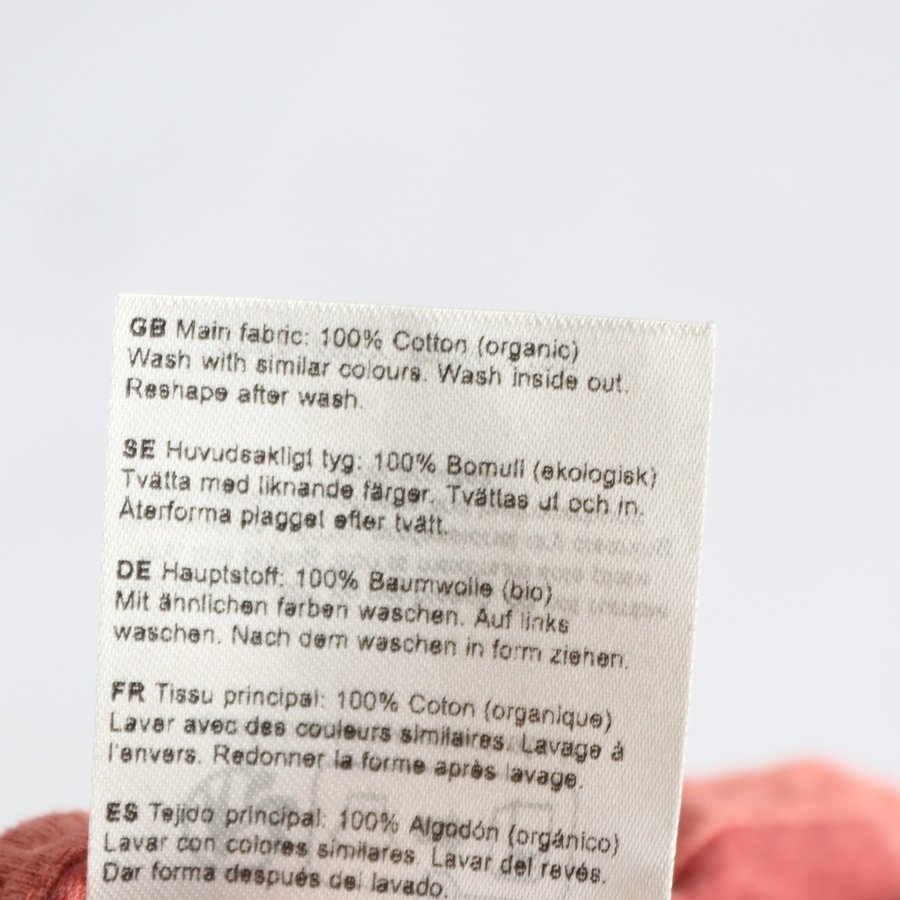 GB Main fabric: 100% Cotton (organic)
Wash with similar colours. Wash inside out.
Reshape after wash.
SE Huvudsakligt tyg: 100% Bomull (ekologisk)
Tvätta med liknande färger. Tvättas ut och in.
Återforma plagget efter tvätt.
DE Hauptstoff: 100% Baumwolle (bio)
Mit ähnlichen farben waschen. Auf links
waschen. Nach dem waschen in form ziehen.
FR Tissu principal: 100% Coton (organique)
Laver avec des couleurs similaires. Lavage à
l'envers. Redonner la forme après lavage.
ES Tejido principal: 100% Algodón (orgánico)
Lavar con colores similares. Lavar del revés.
Dar forma después del lavado.